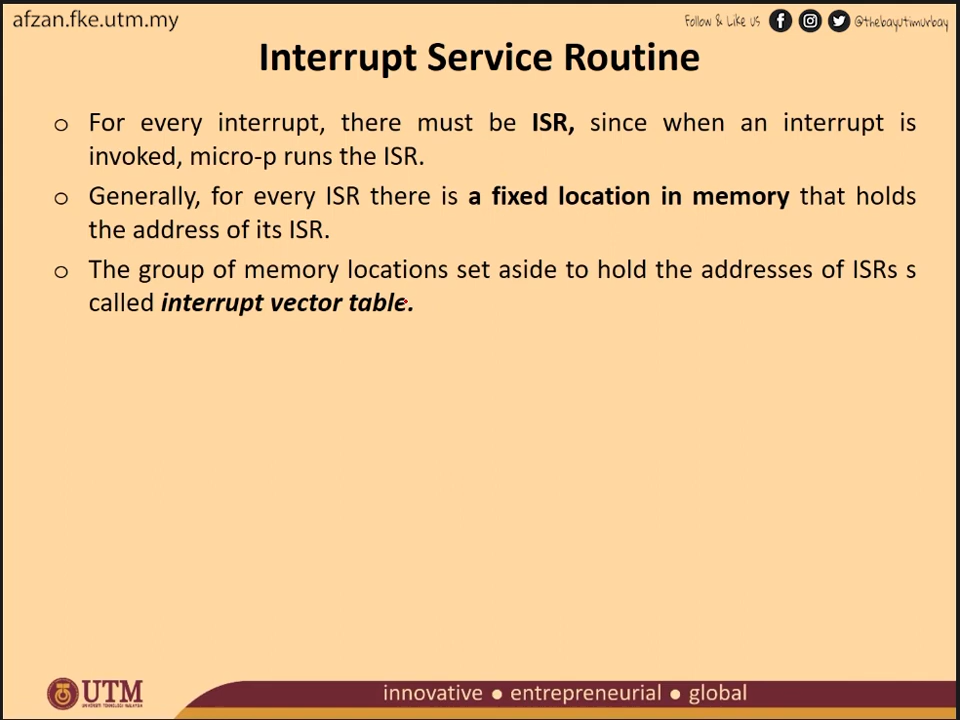 afzan.fke.utm.my
Follow & Like us @thebayutimurbay
Interrupt Service Routine
o For every interrupt, there must be ISR, since when an interrupt is
invoked, micro-p runs the ISR.
o Generally, for every ISR there is a fixed location in memory that holds
the address of its ISR.
o The group of memory locations set aside to hold the addresses of ISRs s
called interrupt vector table.
UTM
UNIVERSITI TEKNOLOGI MALAYSIA
innovative ● entrepreneurial ● global